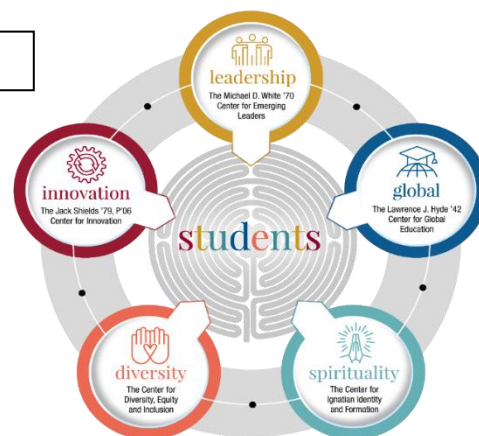 leadership
The Michael D. White '70
Center for Emerging
Leaders
innovation
The Jack Shields '79, P'06
Center for Innovation
global
The Lawrence J. Hyde '42
Center for Global
Education
students
diversity
The Center for
Diversity, Equity
and Inclusion
spirituality
The Center for
Ignatian Identity
and Formation